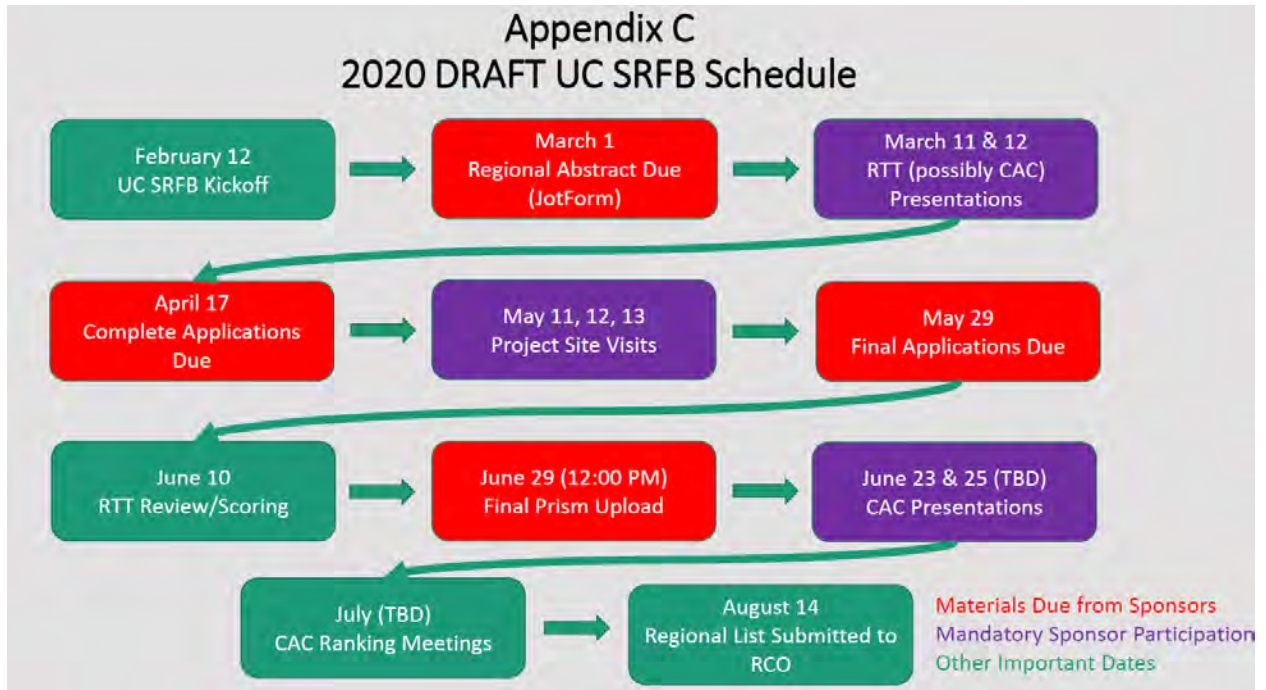 Appendix C
2020 DRAFT UC SRFB Schedule
February 12
UC SRFB Kickoff
March 1
Regional Abstract Due
(JotForm)
March 11 & 12
RTT (possibly CAC)
Presentations
April 17
Complete Applications
Due
May 11, 12, 13
Project Site Visits
May 29
Final Applications Due
June 10
RTT Review/Scoring
June 29 (12:00 PM)
Final Prism Upload
June 23 & 25 (TBD)
CAC Presentations
July (TBD)
CAC Ranking Meetings
August 14
Regional List Submitted to
RCO
Materials Due from Sponsors
Mandatory Sponsor Participation
Other Important Dates